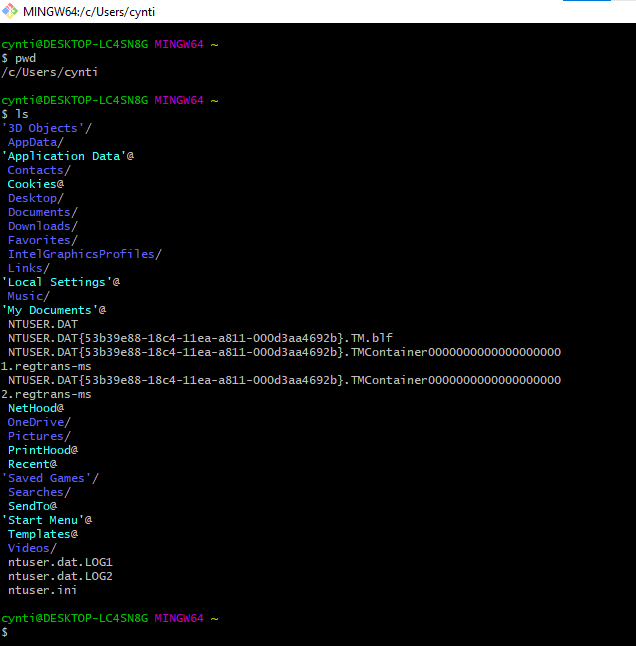 MINGW64:/c/Users/cynti
cynti@DESKTOP-LC4SN8G MINGW64 ~
$ pwd
/c/Users/cynti
cynti@DESKTOP-LC4SN8G MINGW64 ~
$ ls
'3D Objects'/
AppData/
'Application Data'@
Contacts/
Cookies@
Desktop/
Documents/
Downloads/
Favorites/
IntelGraphicsProfiles/
Links/
'Local Settings'@
Music/
'My Documents'@
NTUSER.DAT
NTUSER.DAT{53b39e88-18c4-11ea-a811-000d3aa4692b}.TM.blf
NTUSER.DAT{53b39e88-18c4-11ea-a811-000d3aa4692b}.TMContainer0000000000000000000
1.regtrans-ms
NTUSER.DAT{53b39e88-18c4-11ea-a811-000d3aa4692b}.TMContainer0000000000000000000
2.regtrans-ms
NetHood@
OneDrive/
Pictures/
PrintHood@
Recent@
'Saved Games'/
Searches/
SendTo@
'Start Menu'@
Templates@
Videos/
ntuser.dat.LOG1
ntuser.dat.LOG2
ntuser.ini
cynti@DESKTOP-LC4SN8G MINGW64 ~
$